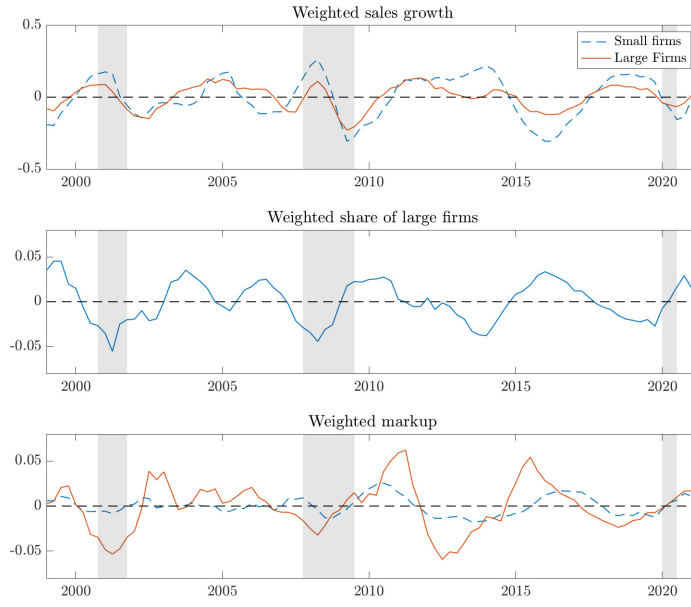 Weighted sales growth
0.5
0
-0.5
Small firms
Large Firms
2000 2005 2010 2015 2020
Weighted share of large firms
0.05
0
-0.05
2000 2005 2010 2015 2020
Weighted markup
0.05
0
-0.05
2000 2005 2010 2015 2020